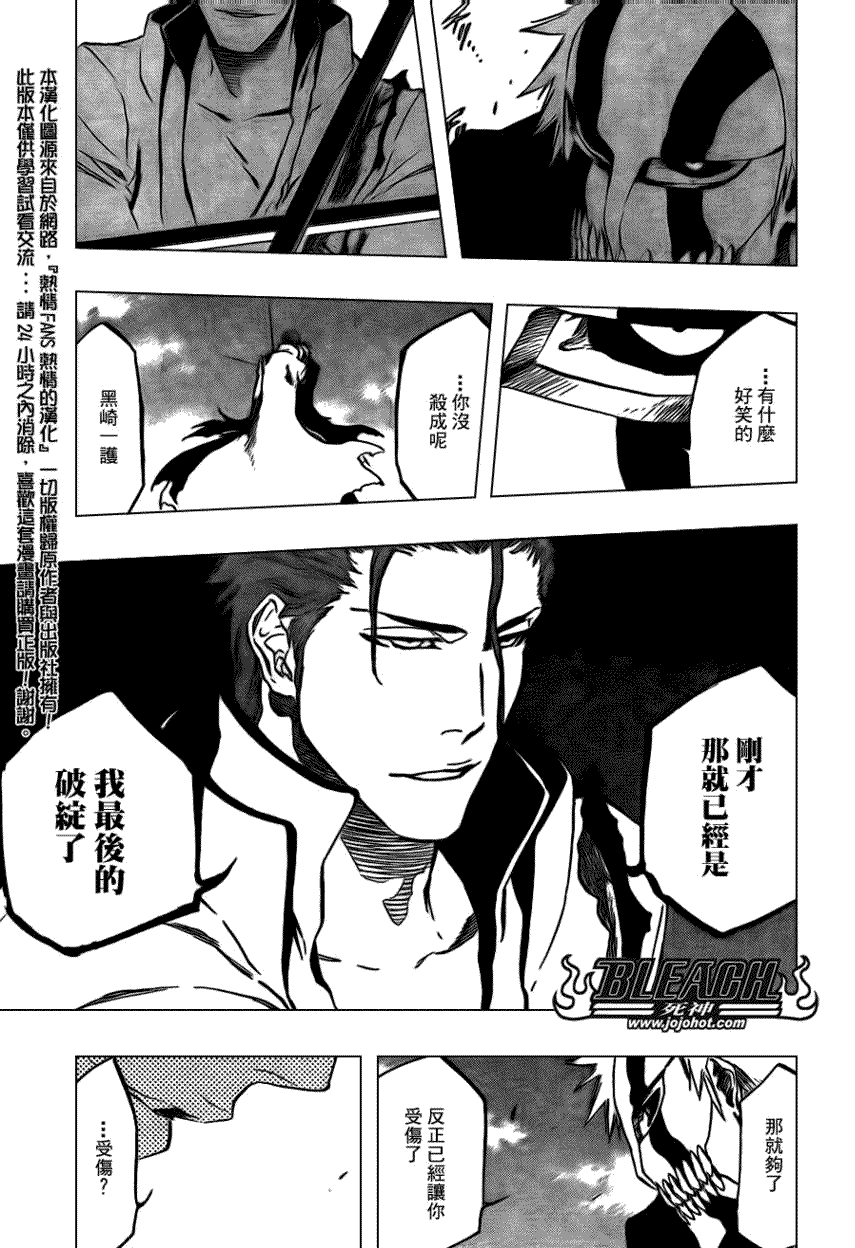 …有什麼
好笑的
…你沒
殺成呢
黑崎一護
剛才
那就已經是
我最後的
破綻了
那就夠了
反正已經讓你
受傷了
…受傷?
本漢化圖源來自於網路，『熱情FANS熱情的漢化』一切版權歸原作者與出版社擁有！
此版本僅供學習試看交流…請24小時之內消除，喜歡這套漫畫請購買正版！謝謝。
BLEACH
死神
www.jojohot.com